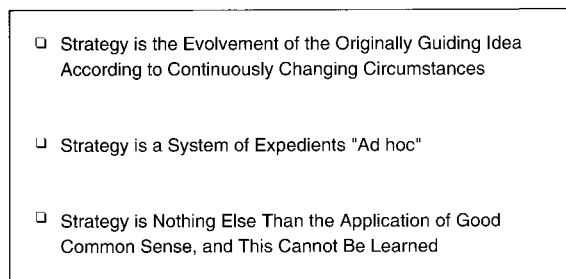 ❑ Strategy is the Evolvement of the Originally Guiding Idea
According to Continuously Changing Circumstances
❑ Strategy is a System of Expedients "Ad hoc"
❑ Strategy is Nothing Else Than the Application of Good
Common Sense, and This Cannot Be Learned